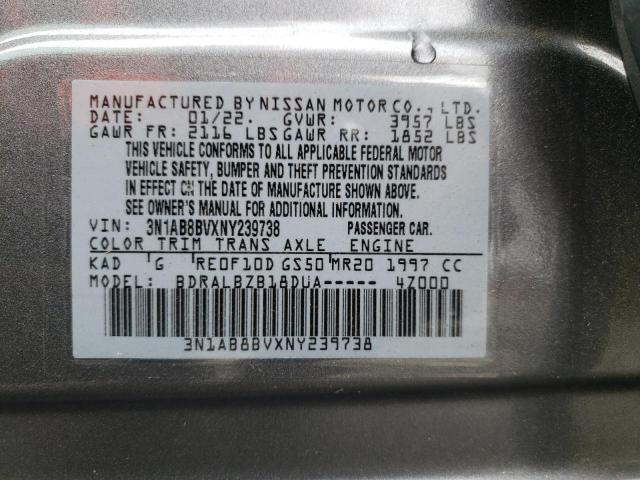 MANUFACTURED BY NISSAN MOTOR CO., LTD.
DATE: 01/22. GVWR: 3957 LBS
GAWR FR: 2116 LBS GAWR RR: 1852 LBS
THIS VEHICLE CONFORMS TO ALL APPLICABLE FEDERAL MOTOR
VEHICLE SAFETY, BUMPER AND THEFT PREVENTION STANDARDS
IN EFFECT ON THE DATE OF MANUFACTURE SHOWN ABOVE.
SEE OWNER'S MANUAL FOR ADDITIONAL INFORMATION.
VIN: 3N1AB8BVXNY239738 PASSENGER CAR.
COLOR TRIM TRANS AXLE ENGINE
KAD G RE0F10D GS50 MR20 1997 CC
MODEL: BDRALBZB18DUA----- 4Z000
3N1AB8BVXNY239738